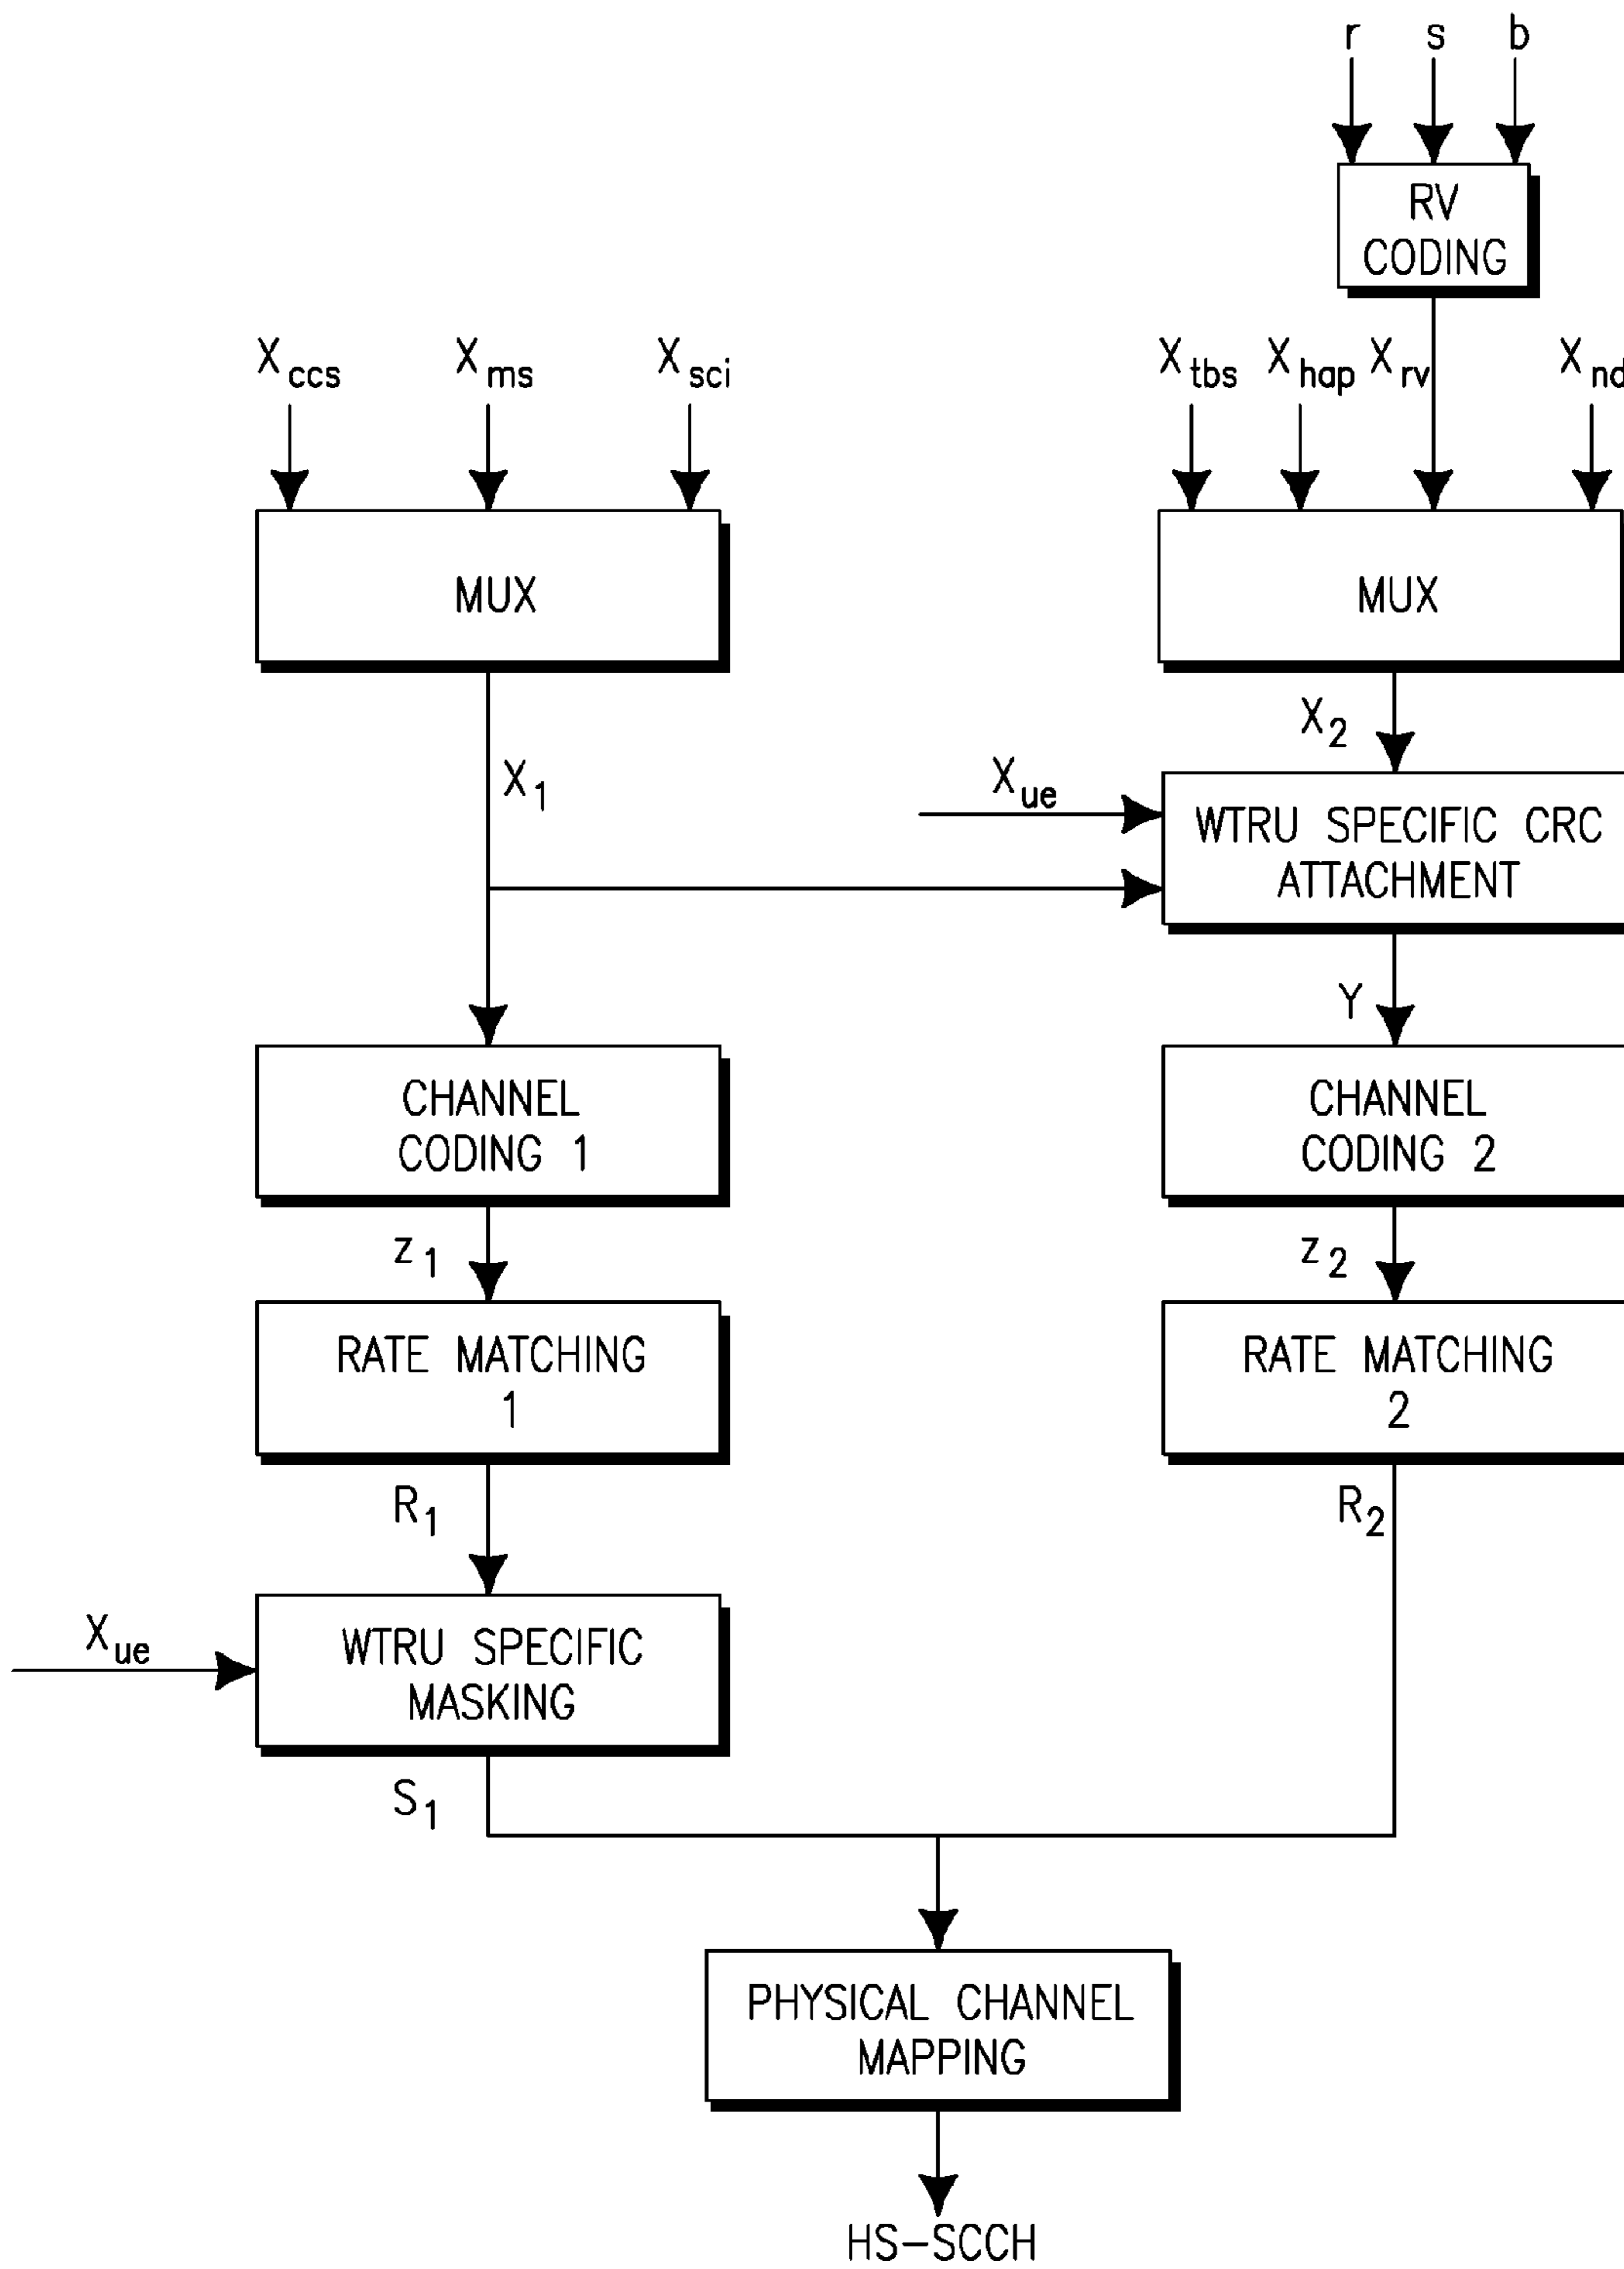 r s b
RV
CODING
X ccs X ms X sci X tbs X hap X rv X nd
MUX MUX
X 2
X 1
X ue
WTRU SPECIFIC CRC
ATTACHMENT
Y
CHANNEL
CODING 1
CHANNEL
CODING 2
z 1 z 2
RATE MATCHING
1
RATE MATCHING
2
R 1 R 2
X ue
WTRU SPECIFIC
MASKING
S 1
PHYSICAL CHANNEL
MAPPING
HS-SCCH